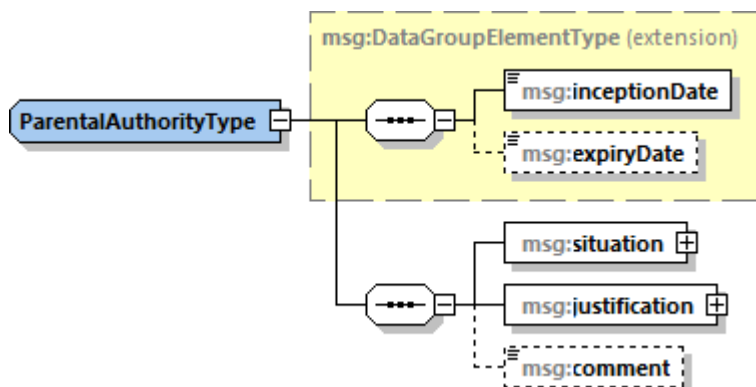 msg:DataGroupElementType (extension)
msg:inceptionDate
ParentalAuthorityType
msg:expiryDate
msg:situation
msg:justification
msg:comment